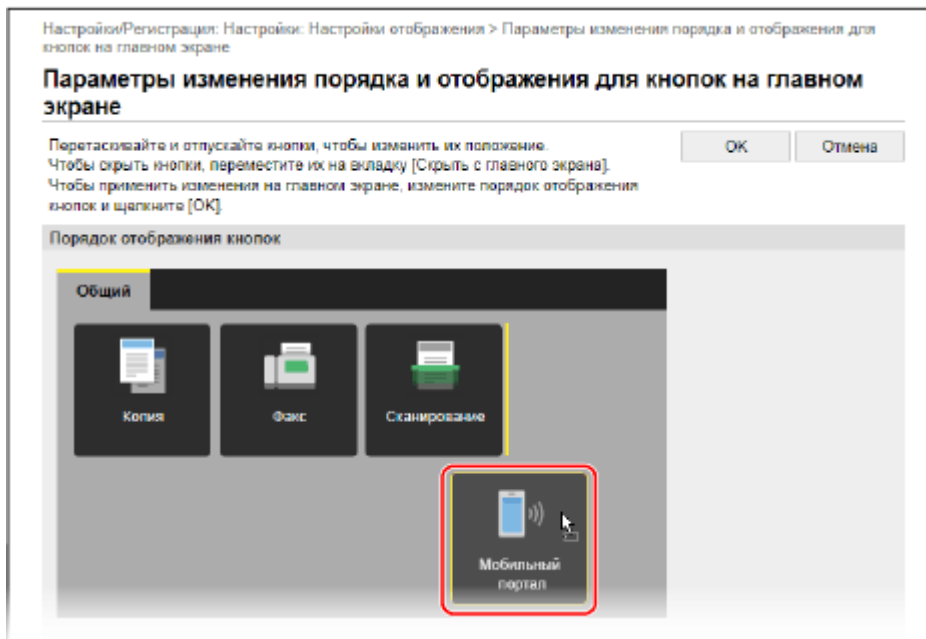 Настройки/Регистрация: Настройки: Настройки отображения > Параметры изменения порядка и отображения для
кнопок на главном экране
Параметры изменения порядка и отображения для кнопок на главном
экране
Перетаскивайте и отпускайте кнопки, чтобы изменить их положение.
Чтобы скрыть кнопки, переместите их на вкладку [Скрыть с главного экрана].
Чтобы применить изменения на главном экране, измените порядок отображения
кнопок и щелкните [OK].
OK
Отмена
Порядок отображения кнопок
Общий
Копия
Факс
Сканирование
Мобильный
портал